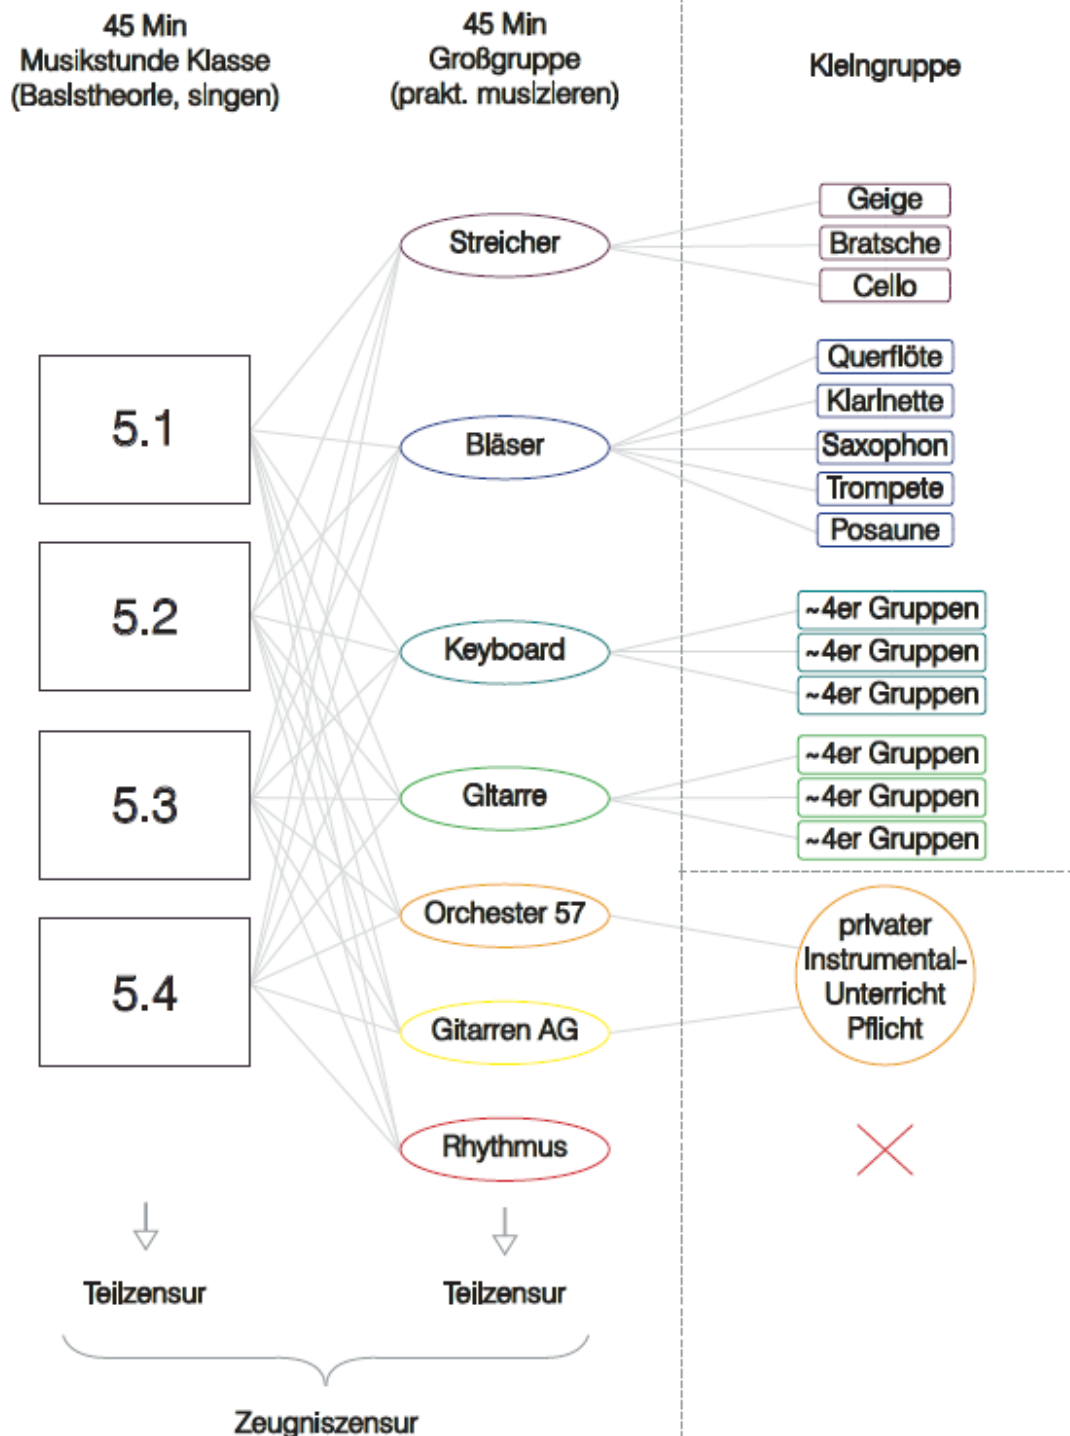 45 Min
Musikstunde Klasse
(Basistheorie, singen)
45 Min
Großgruppe
(prakt. musizieren)
Kleingruppe
5.1
5.2
5.3
5.4
Streicher
Bläser
Keyboard
Gitarre
Orchester 57
Gitarren AG
Rhythmus
Geige
Bratsche
Cello
Querflöte
Klarinette
Saxophon
Trompete
Posaune
~4er Gruppen
~4er Gruppen
~4er Gruppen
~4er Gruppen
~4er Gruppen
~4er Gruppen
privater
Instrumental-
Unterricht
Pflicht
Teilzensur
Teilzensur
Zeugniszensur